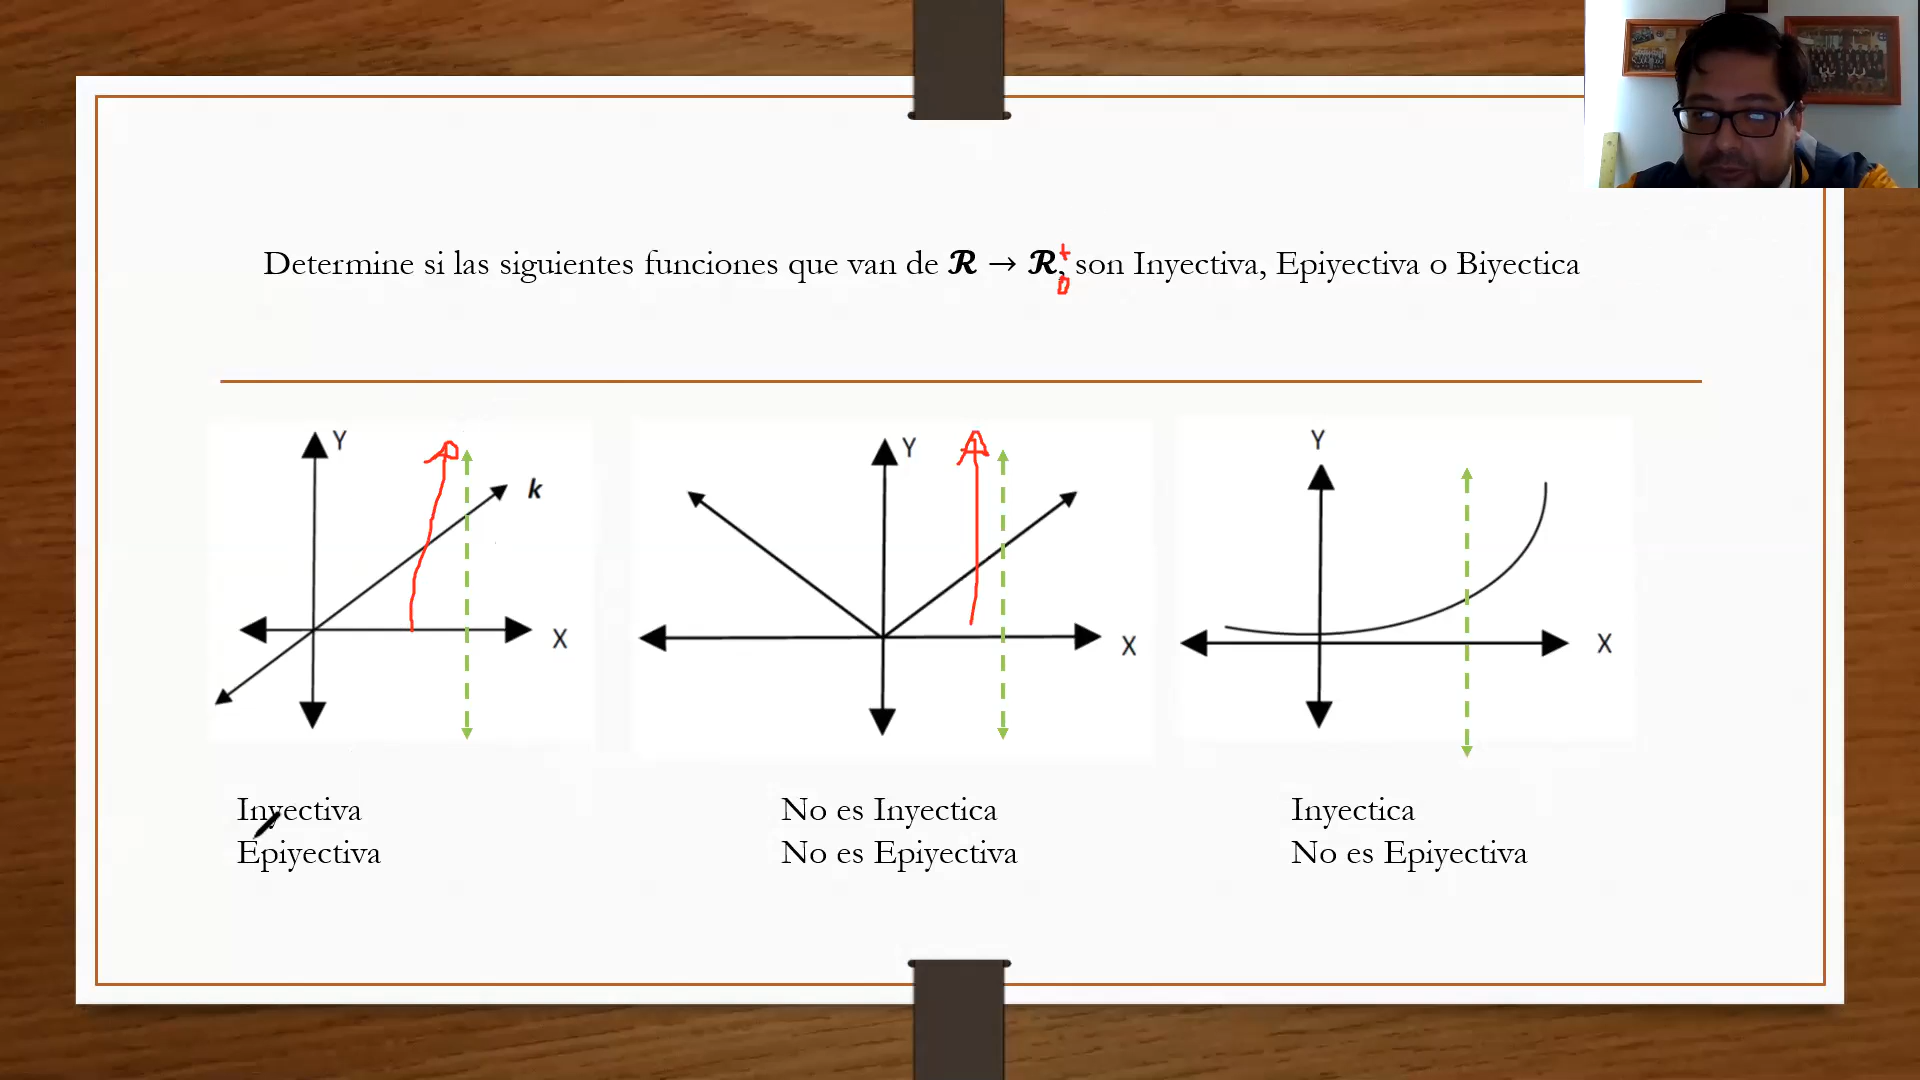 Determine si las siguientes funciones que van de ℛ → ℛ⁺₀, son Inyectiva, Epiyectiva o Biyectica
Y
k
X
Y
X
Y
X
Inyectiva
Epiyectiva
No es Inyectica
No es Epiyectiva
Inyectica
No es Epiyectiva